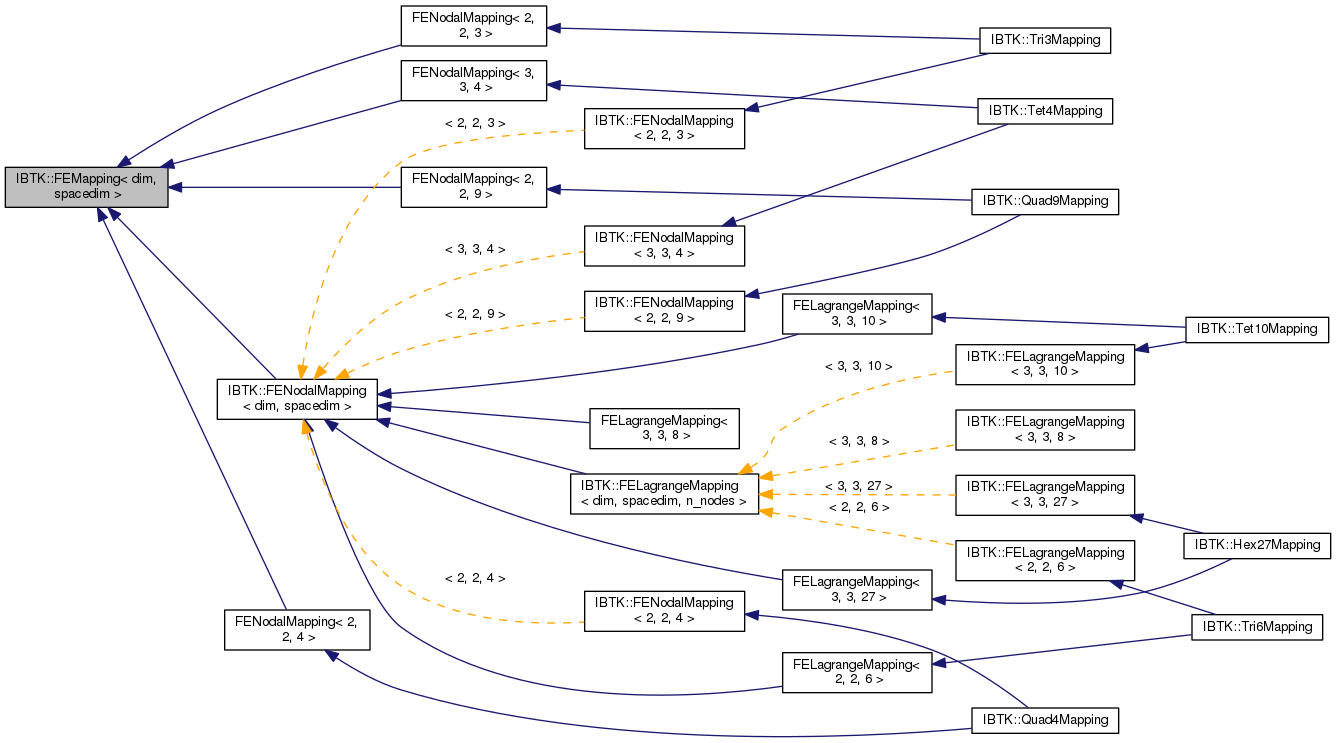 FENodalMapping< 2,
2, 3 >
IBTK::Tri3Mapping
FENodalMapping< 3,
3, 4 >
IBTK::Tet4Mapping
< 2, 2, 3 >
IBTK::FENodalMapping
< 2, 2, 3 >
IBTK::FEMapping< dim,
spacedim >
FENodalMapping< 2,
2, 9 >
IBTK::Quad9Mapping
< 3, 3, 4 >
IBTK::FENodalMapping
< 3, 3, 4 >
< 2, 2, 9 >
IBTK::FENodalMapping
< 2, 2, 9 >
FELagrangeMapping<
3, 3, 10 >
IBTK::Tet10Mapping
< 3, 3, 10 >
IBTK::FELagrangeMapping
< 3, 3, 10 >
IBTK::FENodalMapping
< dim, spacedim >
FELagrangeMapping<
3, 3, 8 >
< 3, 3, 8 >
IBTK::FELagrangeMapping
< 3, 3, 8 >
IBTK::FELagrangeMapping
< dim, spacedim, n_nodes >
< 3, 3, 27 >
IBTK::FELagrangeMapping
< 3, 3, 27 >
< 2, 2, 6 >
IBTK::Hex27Mapping
IBTK::FELagrangeMapping
< 2, 2, 6 >
< 2, 2, 4 >
FELagrangeMapping<
3, 3, 27 >
IBTK::FENodalMapping
< 2, 2, 4 >
FENodalMapping< 2,
2, 4 >
IBTK::Tri6Mapping
FELagrangeMapping<
2, 2, 6 >
IBTK::Quad4Mapping